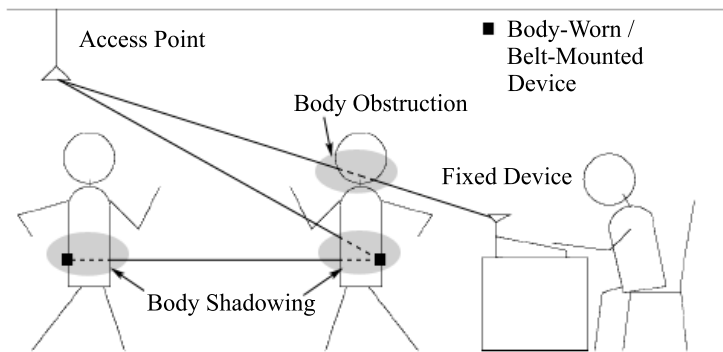 Access Point
Body-Worn /
Belt-Mounted
Device
Body Obstruction
Fixed Device
Body Shadowing